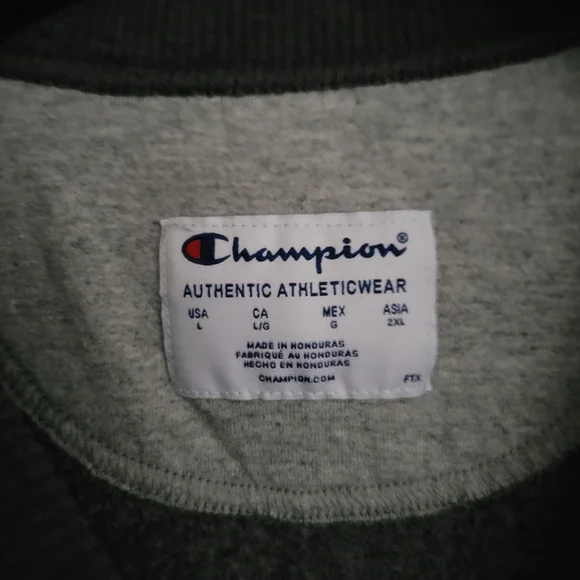 Champion®
AUTHENTIC ATHLETICWEAR
USA CA MEX ASIA
L L/G G 2XL
MADE IN HONDURAS
FABRIQUÉ AU HONDURAS
HECHO EN HONDURAS
CHAMPION.COM FTX